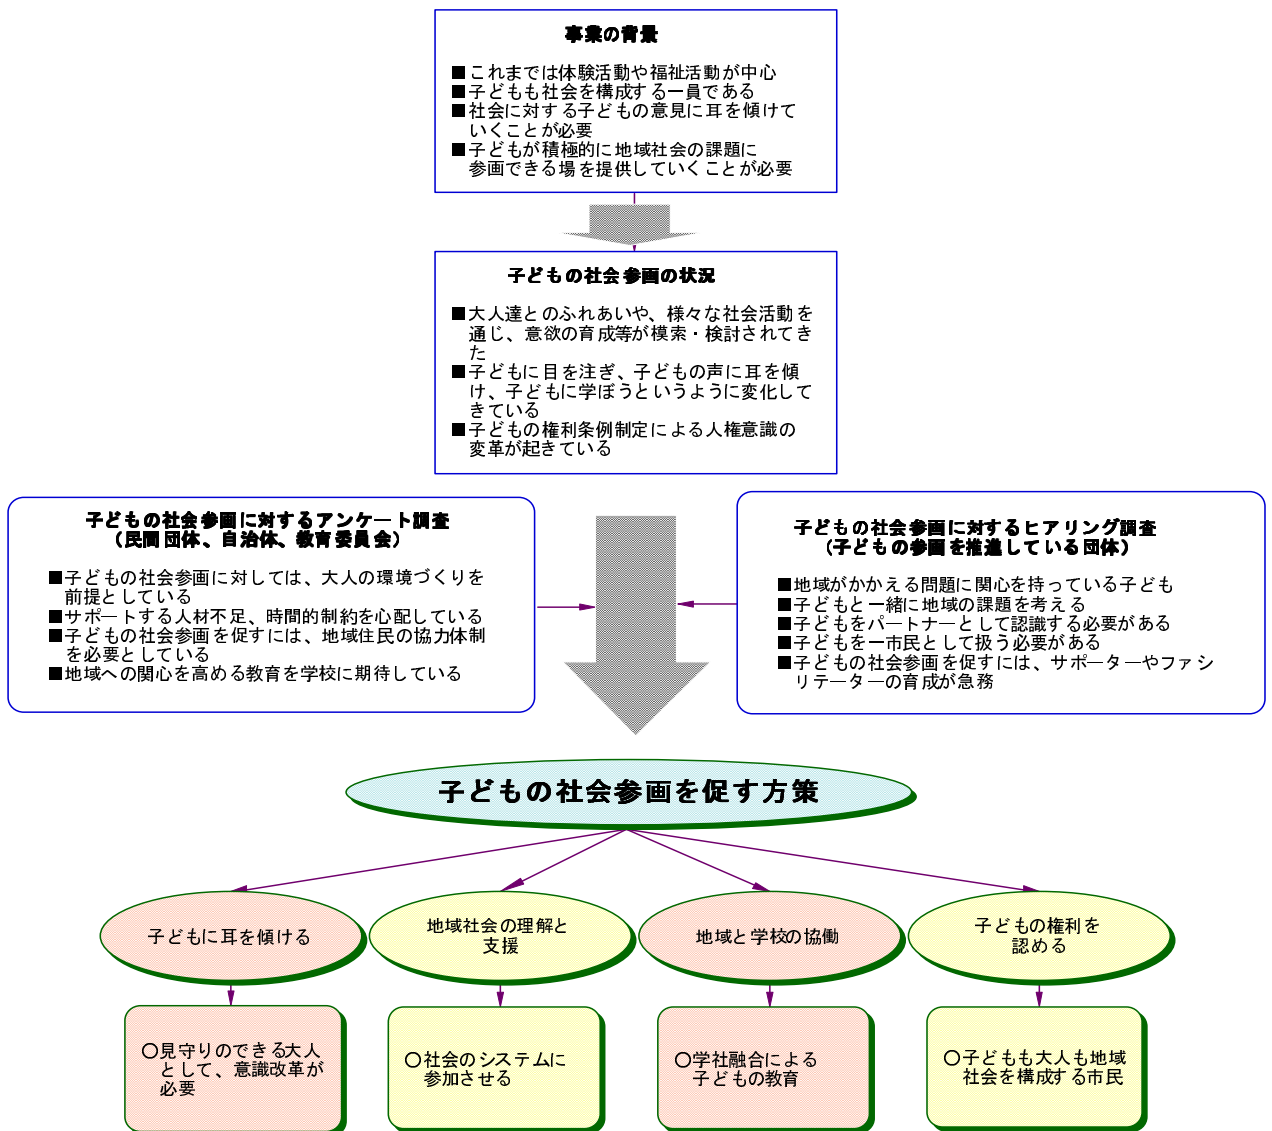 事業の背景
■これまでは体験活動や福祉活動が中心
■子どもも社会を構成する一員である
■社会に対する子どもの意見に耳を傾けて
いくことが必要
■子どもが積極的に地域社会の課題に
参画できる場を提供していくことが必要
子どもの社会参画の状況
■大人達とのふれあいや、様々な社会活動を
通じ、意欲の育成等が模索・検討されてき
た
■子どもに目を注ぎ、子どもの声に耳を傾
け、子どもに学ぼうというように変化して
きている
■子どもの権利条例制定による人権意識の
変革が起きている
子どもの社会参画に対するアンケート調査
（民間団体、自治体、教育委員会）
■子どもの社会参画に対しては、大人の環境づくりを
前提としている
■サポートする人材不足、時間的制約を心配している
■子どもの社会参画を促すには、地域住民の協力体制
を必要としている
■地域への関心を高める教育を学校に期待している
子どもの社会参画に対するヒアリング調査
（子どもの参画を推進している団体）
■地域がかかえる問題に関心を持っている子ども
■子どもと一緒に地域の課題を考える
■子どもをパートナーとして認識する必要がある
■子どもを一市民として扱う必要がある
■子どもの社会参画を促すには、サポーターやファシ
リテーターの育成が急務
子どもの社会参画を促す方策
子どもに耳を傾ける
地域社会の理解と
支援
地域と学校の協働
子どもの権利を
認める
〇見守りのできる大人
として、意識改革が
必要
〇社会のシステムに
参加させる
〇学社融合による
子どもの教育
〇子どもも大人も地域
社会を構成する市民